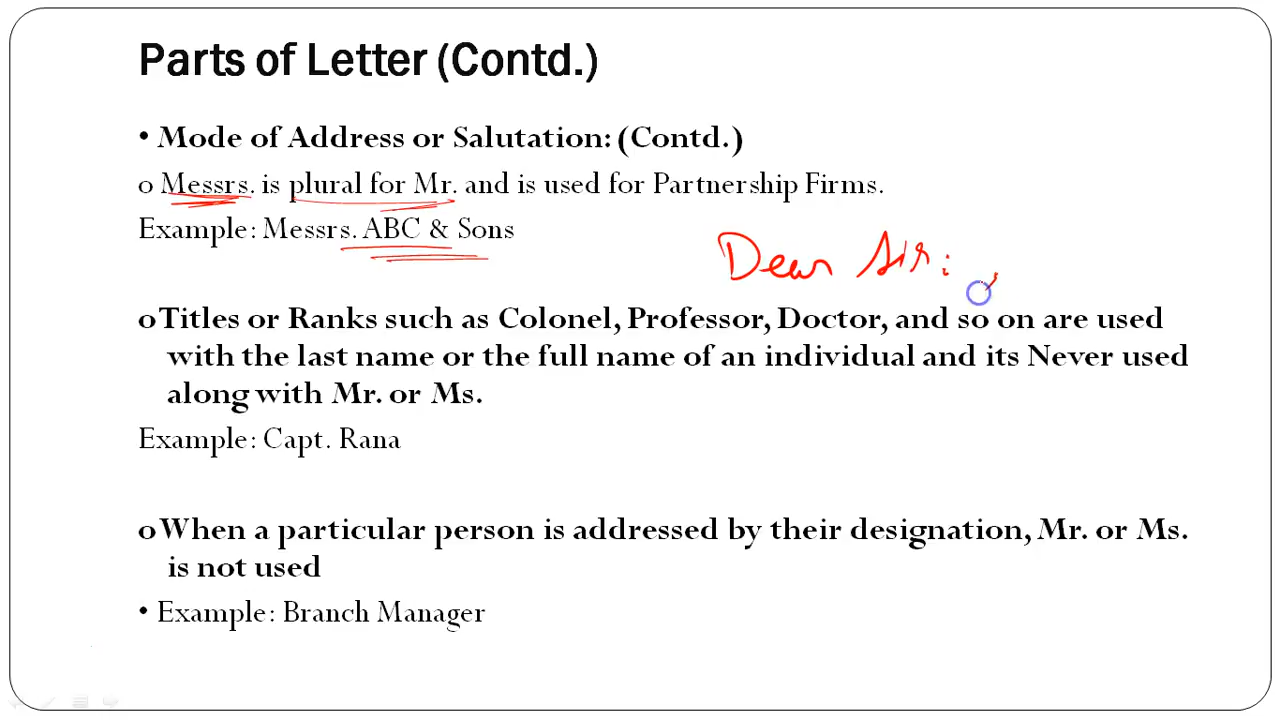 Parts of Letter (Contd.)
• Mode of Address or Salutation: (Contd.)
o Messrs. is plural for Mr. and is used for Partnership Firms.
Example: Messrs. ABC & Sons
Dear Sir: ,
o Titles or Ranks such as Colonel, Professor, Doctor, and so on are used
with the last name or the full name of an individual and its Never used
along with Mr. or Ms.
Example: Capt. Rana
o When a particular person is addressed by their designation, Mr. or Ms.
is not used
• Example: Branch Manager